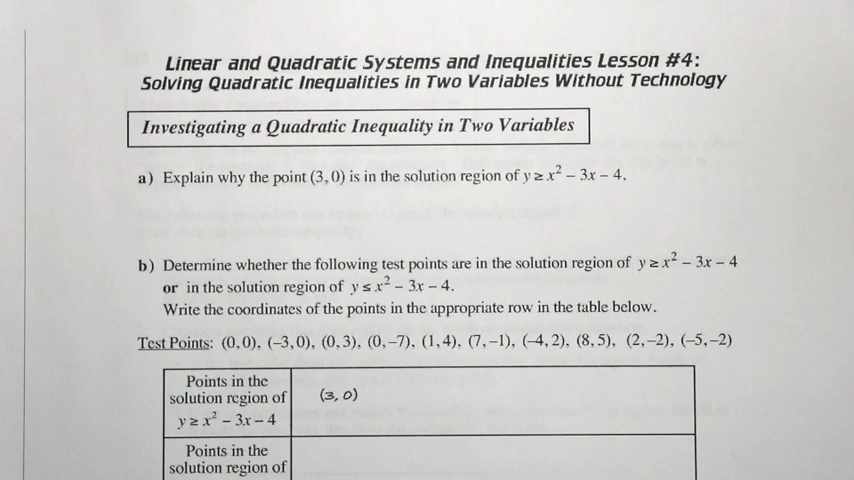 Linear and Quadratic Systems and Inequalities Lesson #4:
Solving Quadratic Inequalities in Two Variables Without Technology
Investigating a Quadratic Inequality in Two Variables
a) Explain why the point (3, 0) is in the solution region of y ≥ x² – 3x – 4.
b) Determine whether the following test points are in the solution region of y ≥ x² – 3x – 4
or in the solution region of y ≤ x² – 3x – 4.
Write the coordinates of the points in the appropriate row in the table below.
Test Points: (0, 0), (–3, 0), (0, 3), (0, –7), (1, 4), (7, –1), (–4, 2), (8, 5), (2, –2), (–5, –2)
Points in the
solution region of
y ≥ x² – 3x – 4
(3, 0)
Points in the
solution region of